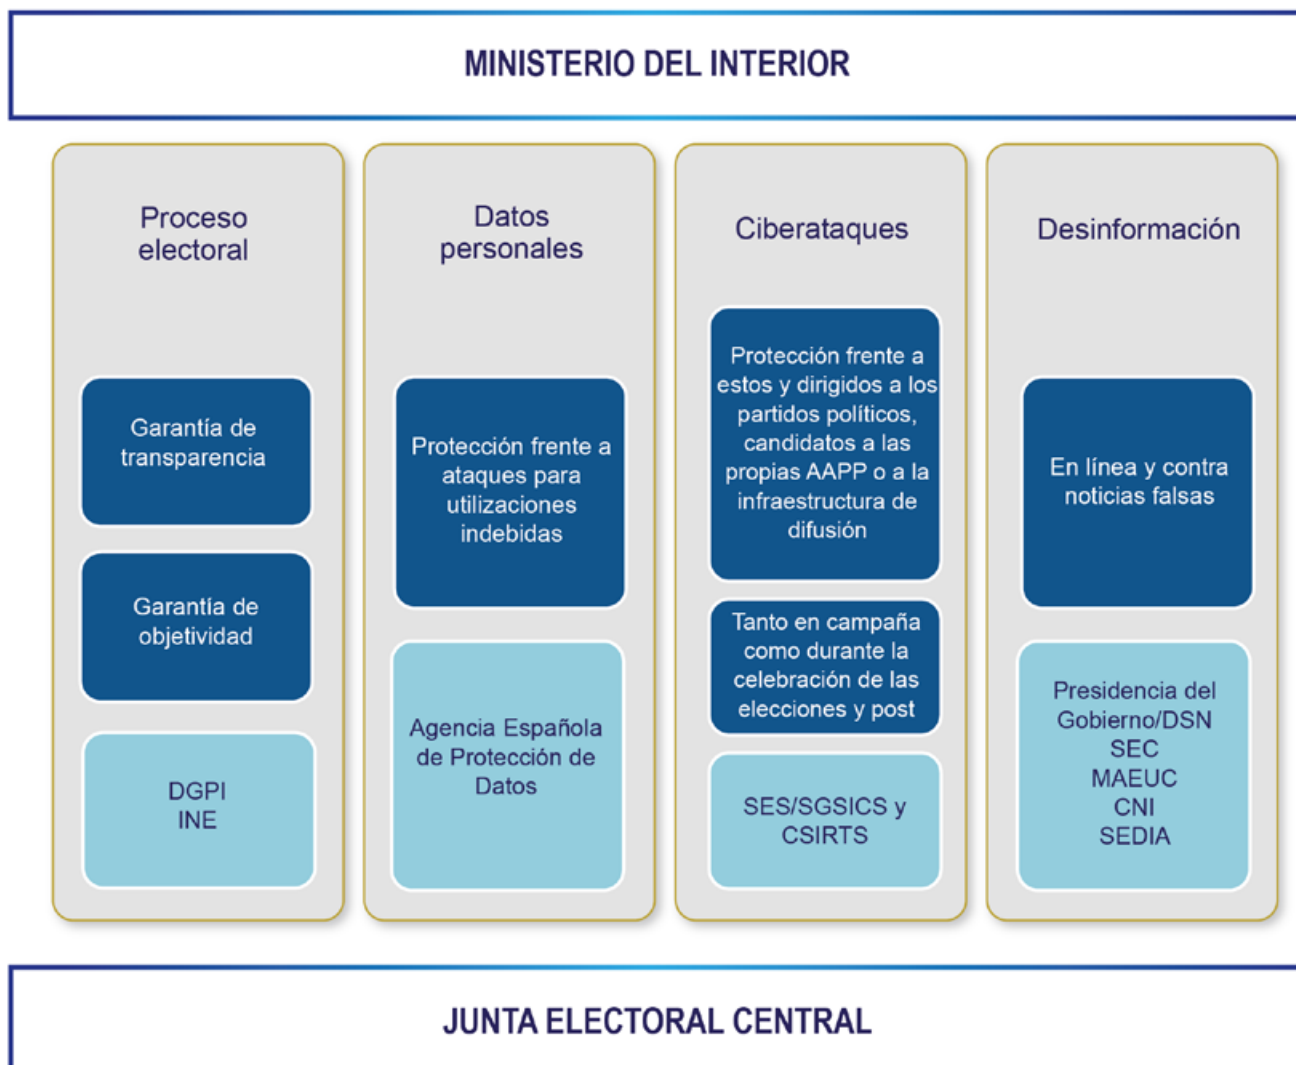 MINISTERIO DEL INTERIOR
Proceso
electoral
Garantía de
transparencia
Garantía de
objetividad
DGPI
INE
Datos
personales
Protección frente a
ataques para
utilizaciones
indebidas
Agencia Española
de Protección de
Datos
Ciberataques
Protección frente a
estos y dirigidos a los
partidos políticos,
candidatos a las
propias AAPP o a la
infraestructura de
difusión
Tanto en campaña
como durante la
celebración de las
elecciones y post
SES/SGSICS y
CSIRTS
Desinformación
En línea y contra
noticias falsas
Presidencia del
Gobierno/DSN
SEC
MAEUC
CNI
SEDIA
JUNTA ELECTORAL CENTRAL